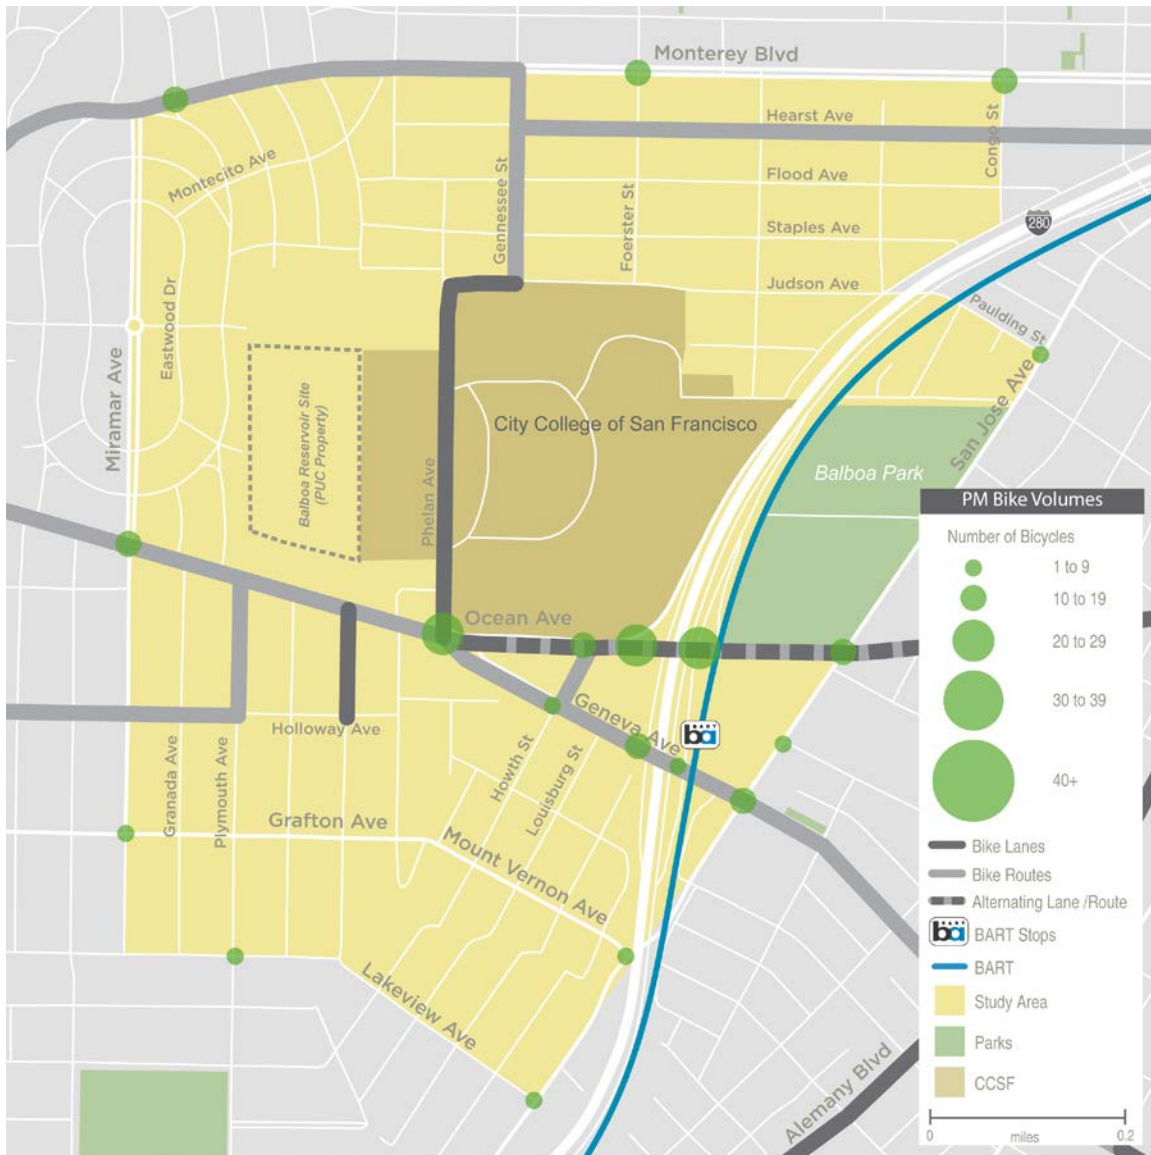 Monterey Blvd
Hearst Ave
Congo St
Montecito Ave
Gennessee St
Foerster St
Flood Ave
Staples Ave
280
Judson Ave
Paulding St
Eastwood Dr
Miramar Ave
San Jose Ave
Balboa Reservoir Site
(PUC Property)
City College of San Francisco
Phelan Ave
Balboa Park
Ocean Ave
Geneva Ave
BART
ba
Holloway Ave
Granada Ave
Plymouth Ave
Howth St
Louisburg St
Grafton Ave
Mount Vernon Ave
Lakeview Ave
Alemany Blvd
PM Bike Volumes
Number of Bicycles
1 to 9
10 to 19
20 to 29
30 to 39
40+
Bike Lanes
Bike Routes
Alternating Lane /Route
BART
ba
BART Stops
BART
Study Area
Parks
CCSF
0
miles
0.2